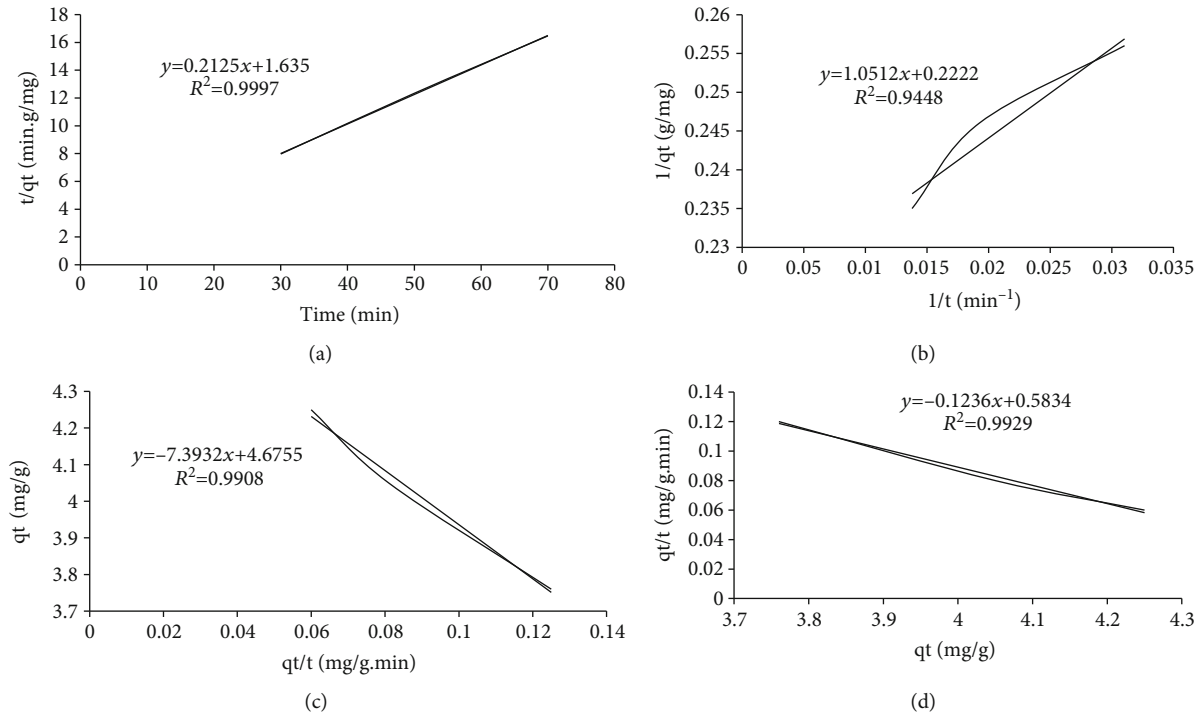 18
16
14
12
10
8
6
4
2
0
t/qt (min.g/mg)
y=0.2125x+1.635
R²=0.9997
0 10 20 30 40 50 60 70 80
Time (min)
(a)
0.26
0.255
0.25
0.245
0.24
0.235
0.23
1/qt (g/mg)
y=1.0512x+0.2222
R²=0.9448
0 0.05 0.01 0.015 0.02 0.025 0.03 0.035
1/t (min⁻¹)
(b)
4.3
4.2
4.1
4
3.9
3.8
3.7
qt (mg/g)
y=–7.3932x+4.6755
R²=0.9908
0 0.02 0.04 0.06 0.08 0.1 0.12 0.14
qt/t (mg/g.min)
(c)
0.14
0.12
0.1
0.08
0.06
0.04
0.02
0
qt/t (mg/g.min)
y=–0.1236x+0.5834
R²=0.9929
3.7 3.8 3.9 4 4.1 4.2 4.3
qt (mg/g)
(d)